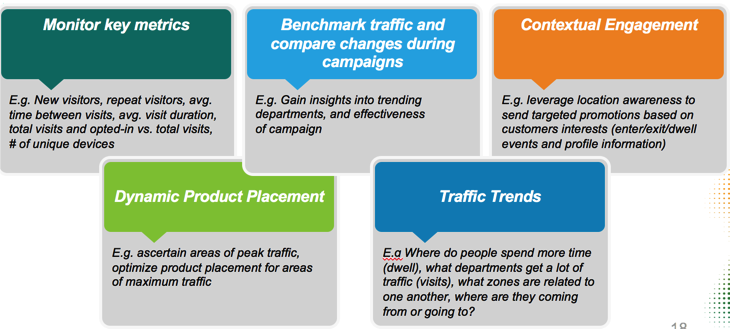 Monitor key metrics
E.g. New visitors, repeat visitors, avg.
time between visits, avg. visit duration,
total visits and opted-in vs. total visits,
# of unique devices
Benchmark traffic and
compare changes during
campaigns
E.g. Gain insights into trending
departments, and effectiveness
of campaign
Contextual Engagement
E.g. leverage location awareness to
send targeted promotions based on
customers interests (enter/exit/dwell
events and profile information)
Dynamic Product Placement
E.g. ascertain areas of peak traffic,
optimize product placement for areas
of maximum traffic
Traffic Trends
E.g Where do people spend more time
(dwell), what departments get a lot of
traffic (visits), what zones are related to
one another, where are they coming
from or going to?
18